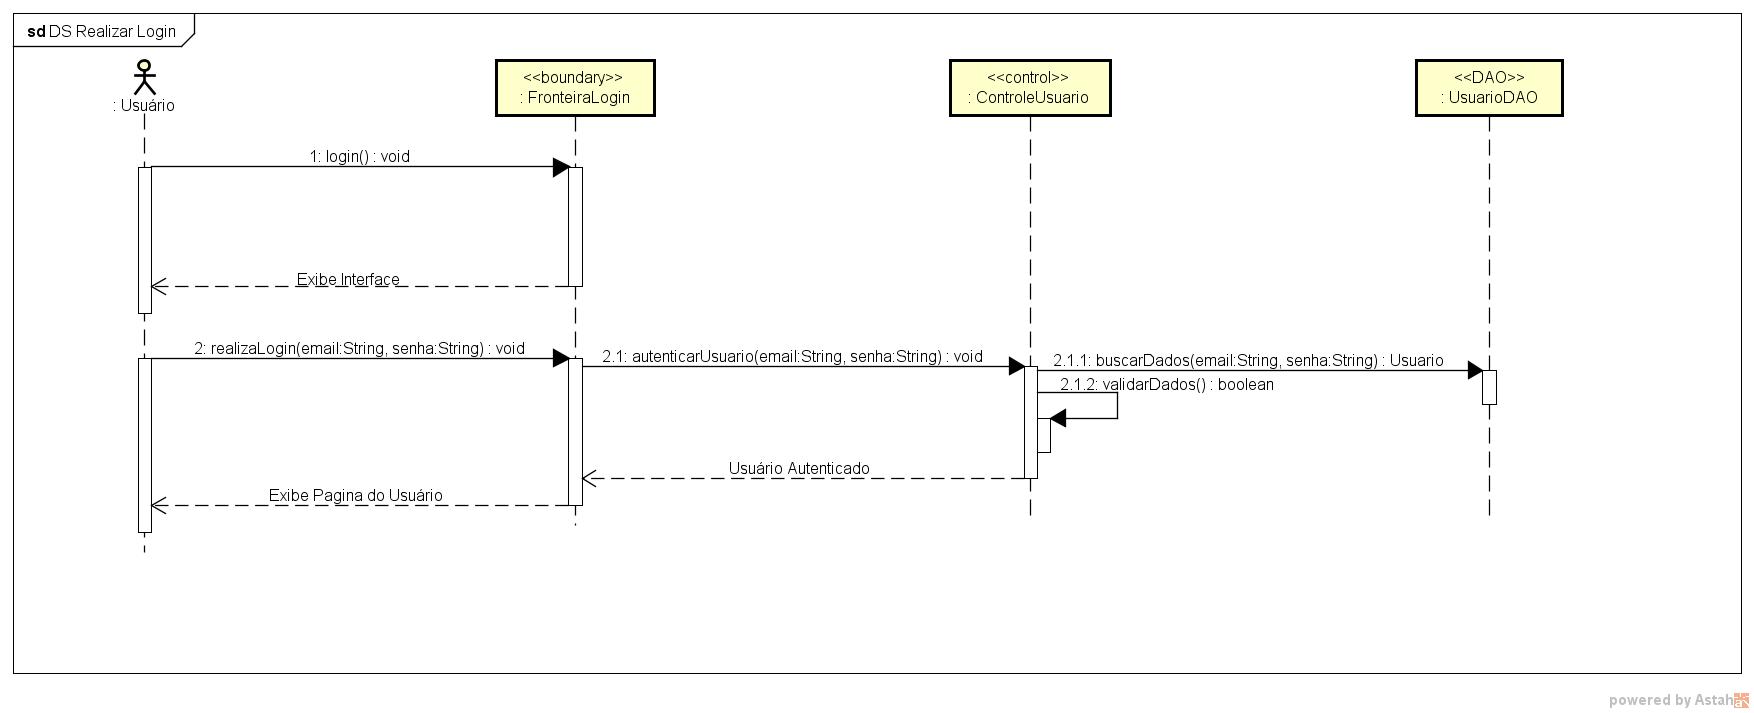 sd DS Realizar Login
: Usuário
<<boundary>>
: FronteiraLogin
<<control>>
: ControleUsuario
<<DAO>>
: UsuarioDAO
1: login() : void
Exibe Interface
2: realizaLogin(email:String, senha:String) : void
2.1: autenticarUsuario(email:String, senha:String) : void
2.1.1: buscarDados(email:String, senha:String) : Usuario
2.1.2: validarDados() : boolean
Usuário Autenticado
Exibe Pagina do Usuário
powered by Astah